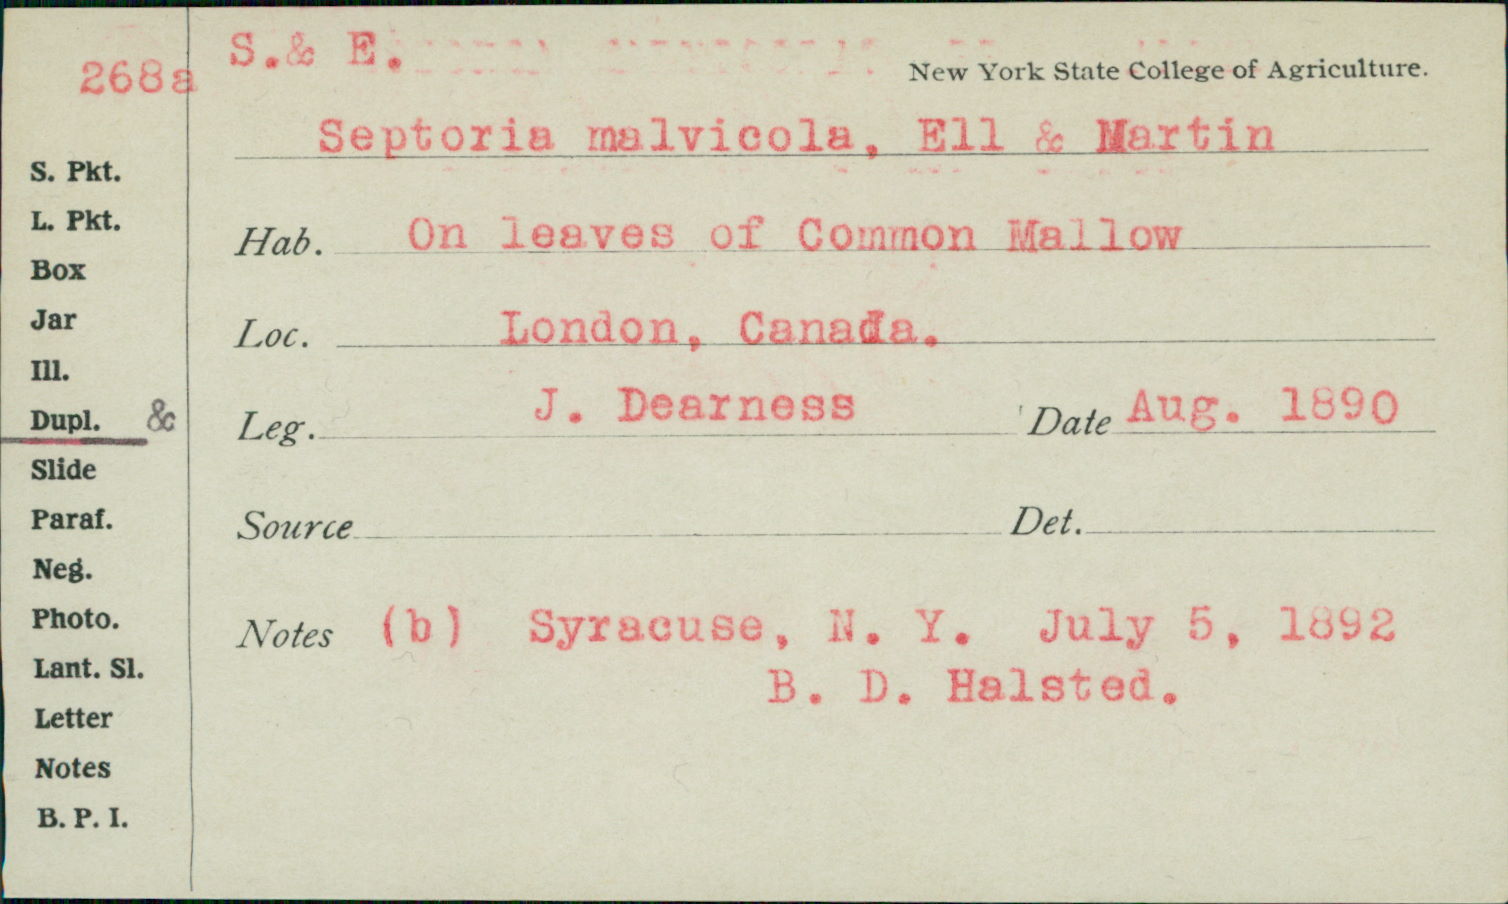 268a
S.& E.
New York State College of Agriculture.
Septoria malvicola, Ell & Martin
Hab. On leaves of Common Mallow
Loc. London, Canada.
Leg. J. Dearness Date Aug. 1890
Source Det.
Notes (b) Syracuse, N. Y. July 5, 1892
B. D. Halsted.
S. Pkt.
L. Pkt.
Box
Jar
Ill.
Dupl. &
Slide
Paraf.
Neg.
Photo.
Lant. Sl.
Letter
Notes
B. P. I.